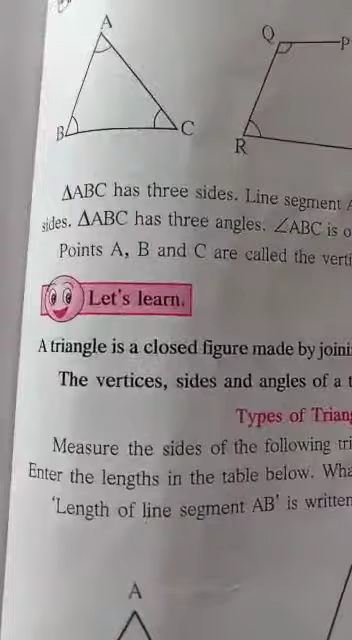 A
Q
P
B
C
R
ΔABC has three sides. Line segment
sides. ΔABC has three angles. ∠ABC is
Points A, B and C are called the
Let's learn.
A triangle is a closed figure made by
The vertices, sides and angles of a
Types of
Measure the sides of the following
Enter the lengths in the table below.
'Length of line segment AB' is written
A